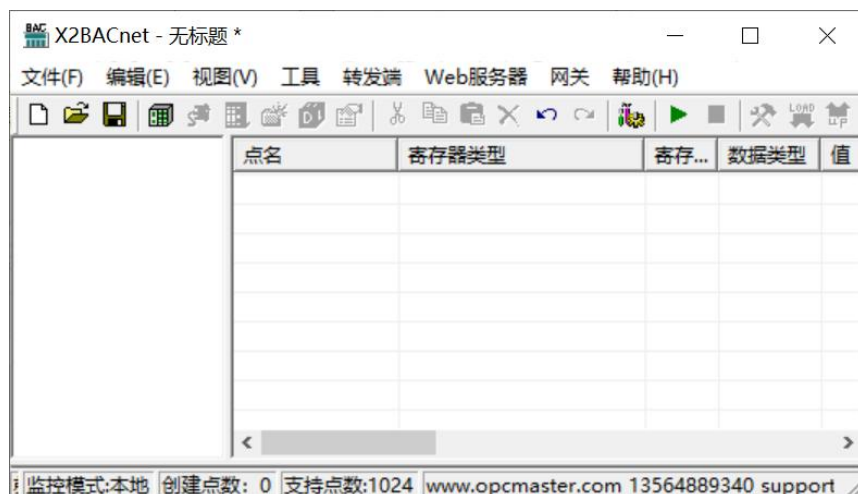 BAC X2BACnet - 无标题 *
文件(F) 编辑(E) 视图(V) 工具 转发端 Web服务器 网关 帮助(H)
LOAD UP
点名 寄存器类型 寄存... 数据类型 值
监控模式:本地 创建点数: 0 支持点数:1024 www.opcmaster.com 13564889340 support